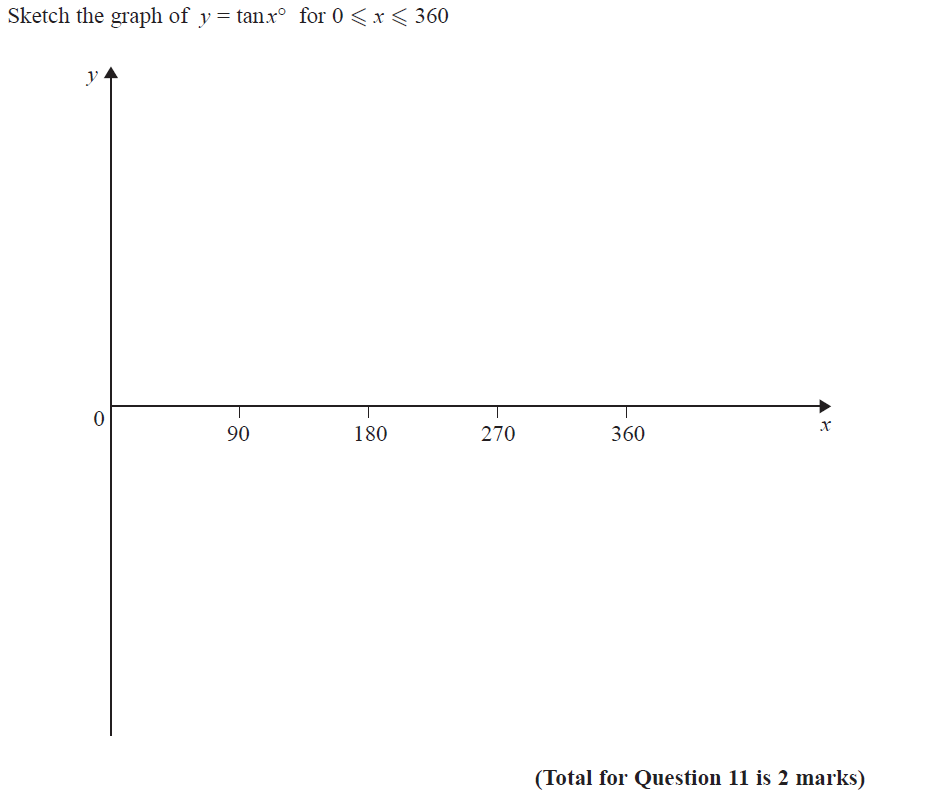 Sketch the graph of y = tan x° for 0 ⩽ x ⩽ 360
y
0
90 180 270 360
x
(Total for Question 11 is 2 marks)